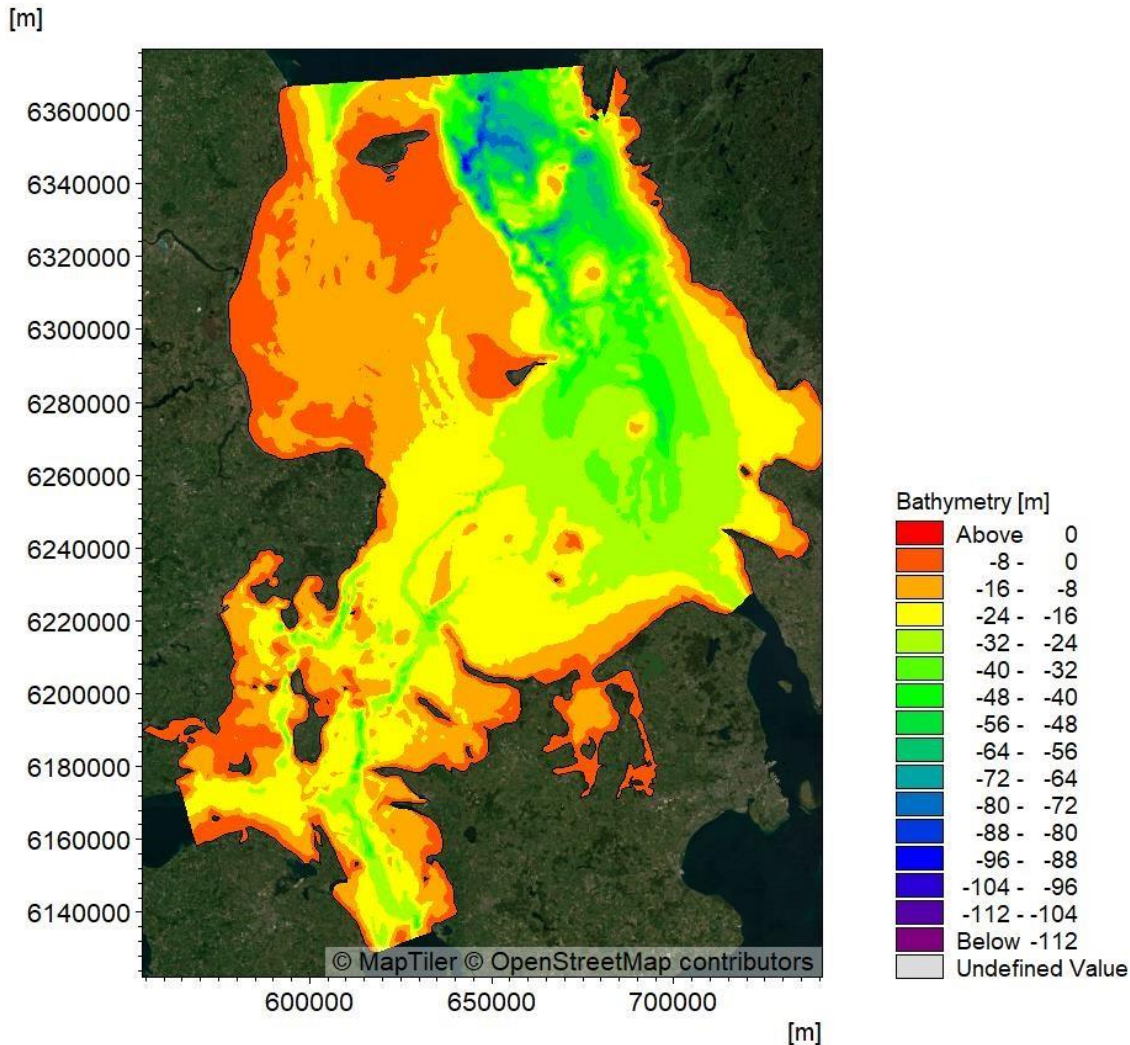 [m]
6360000
6340000
6320000
6300000
6280000
6260000
6240000
6220000
6200000
6180000
6160000
6140000
600000 650000 700000
[m]
© MapTiler © OpenStreetMap contributors
Bathymetry [m]
Above 0
-8 - 0
-16 - -8
-24 - -16
-32 - -24
-40 - -32
-48 - -40
-56 - -48
-64 - -56
-72 - -64
-80 - -72
-88 - -80
-96 - -88
-104 - -96
-112 - -104
Below -112
Undefined Value